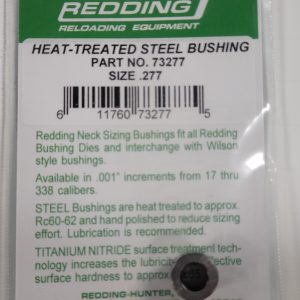 REDDING
RELOADING EQUIPMENT
HEAT-TREATED STEEL BUSHING
PART NO. 73277
SIZE .277
6 11760 73277 5
Redding Neck Sizing Bushings fit all Redding
Bushing Dies and interchange with Wilson
style bushings.
Available in .001" increments from 17 thru
338 calibers.
STEEL Bushings are heat treated to approx.
Rc60-62 and hand polished to reduce sizing
effort. Lubrication is recommended.
TITANIUM NITRIDE surface treatment tech-
nology increases the lubricity
surface hardness to approx
REDDING-HUNTER,